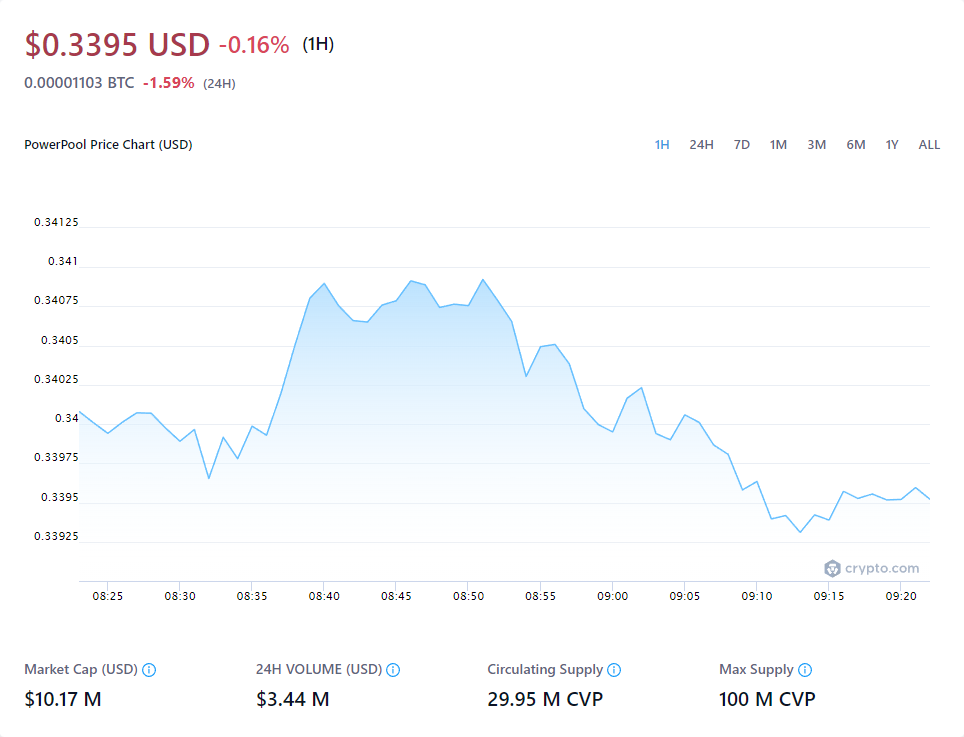 $0.3395 USD -0.16% (1H)
0.00001103 BTC -1.59% (24H)
PowerPool Price Chart (USD) 1H 24H 7D 1M 3M 6M 1Y ALL
0.34125
0.341
0.34075
0.3405
0.34025
0.34
0.33975
0.3395
0.33925
crypto.com
08:25 08:30 08:35 08:40 08:45 08:50 08:55 09:00 09:05 09:10 09:15 09:20
Market Cap (USD) 24H VOLUME (USD) Circulating Supply Max Supply
$10.17 M $3.44 M 29.95 M CVP 100 M CVP